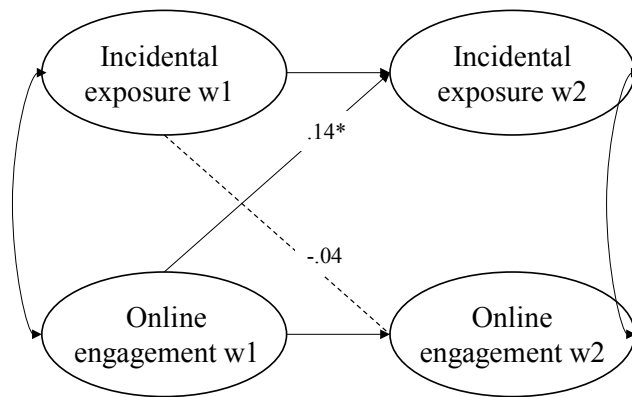 Incidental
exposure w1
Incidental
exposure w2
.14*
-.04
Online
engagement w1
Online
engagement w2